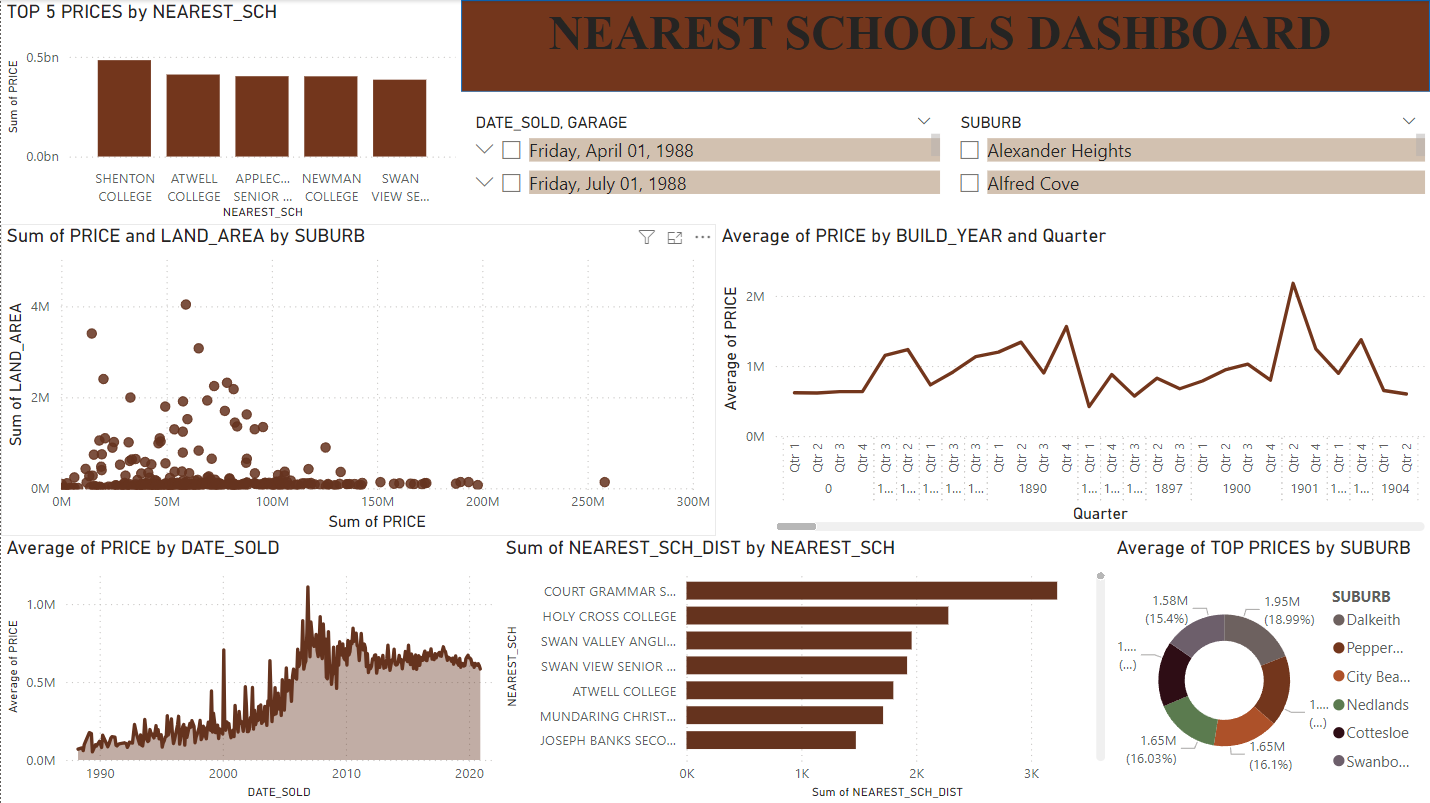 TOP 5 PRICES by NEAREST_SCH
Sum of PRICE
0.5bn
0.0bn
SHENTON COLLEGE
ATWELL COLLEGE
APPLEC... SENIOR ...
NEWMAN COLLEGE
SWAN VIEW SE...
NEAREST_SCH
NEAREST SCHOOLS DASHBOARD
DATE_SOLD, GARAGE
Friday, April 01, 1988
Friday, July 01, 1988
SUBURB
Alexander Heights
Alfred Cove
Sum of PRICE and LAND_AREA by SUBURB
Sum of LAND_AREA
4M
2M
0M
0M 50M 100M 150M 200M 250M 300M
Sum of PRICE
Average of PRICE by BUILD_YEAR and Quarter
Average of PRICE
2M
1M
0M
Qtr 1 Qtr 2 Qtr 3 Qtr 4 Qtr 3 Qtr 2 Qtr 1 Qtr 2 Qtr 3 Qtr 1 Qtr 2 Qtr 3 Qtr 4 Qtr 1 Qtr 4 Qtr 3 Qtr 2 Qtr 3 Qtr 1 Qtr 2 Qtr 3 Qtr 4 Qtr 2 Qtr 3 Qtr 1 Qtr 4 Qtr 1 Qtr 2
0 1... 1... 1... 1... 1... 1890 1... 1... 1... 1897 1900 1901 1... 1... 1904
Quarter
Average of PRICE by DATE_SOLD
Average of PRICE
1.0M
0.5M
0.0M
1990 2000 2010 2020
DATE_SOLD
Sum of NEAREST_SCH_DIST by NEAREST_SCH
NEAREST_SCH
COURT GRAMMAR S...
HOLY CROSS COLLEGE
SWAN VALLEY ANGLI...
SWAN VIEW SENIOR ...
ATWELL COLLEGE
MUNDARING CHRIST...
JOSEPH BANKS SECO...
0K 1K 2K 3K
Sum of NEAREST_SCH_DIST
Average of TOP PRICES by SUBURB
1.58M (15.4%)
1.95M (18.99%)
1.... (...)
1.... (...)
1.65M (16.03%)
1.65M (16.1%)
SUBURB
Dalkeith
Pepper...
City Bea...
Nedlands
Cottesloe
Swanbo...